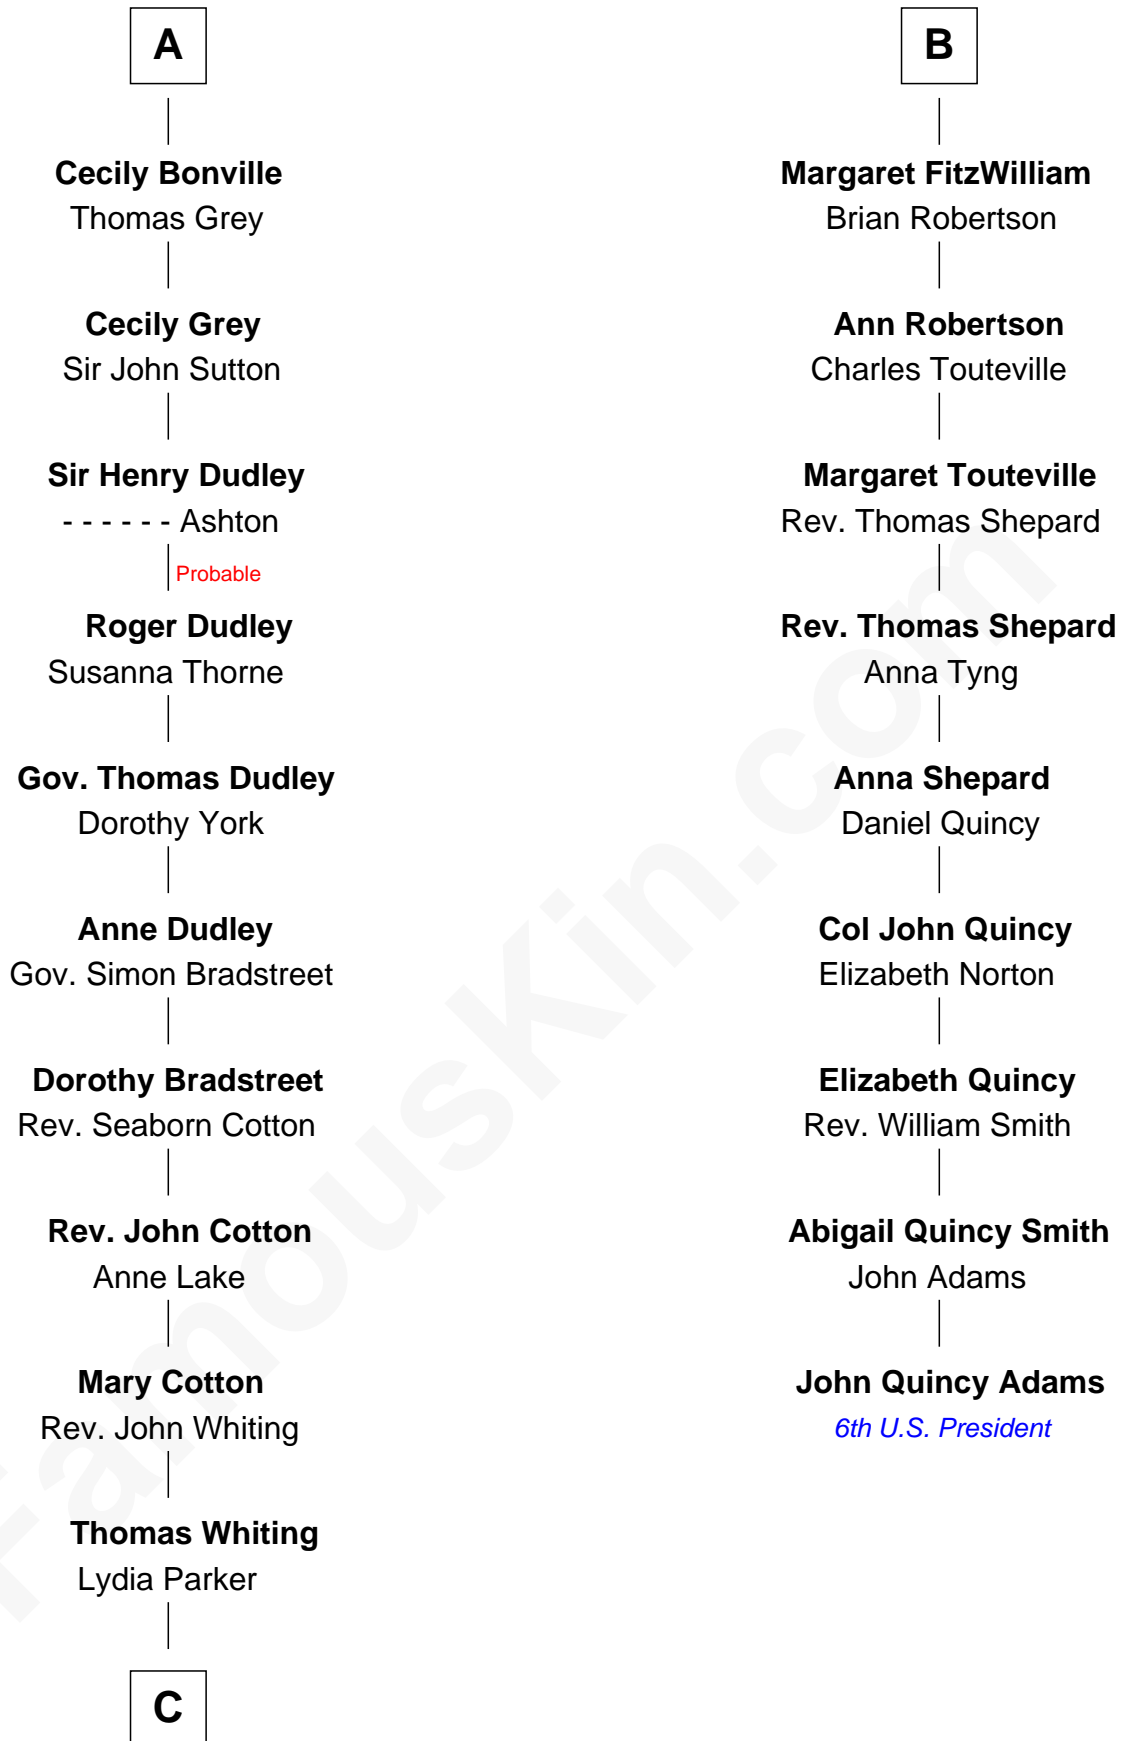 A
Cecily Bonville
Thomas Grey
Cecily Grey
Sir John Sutton
Sir Henry Dudley
- - - - - - Ashton
Probable
Roger Dudley
Susanna Thorne
Gov. Thomas Dudley
Dorothy York
Anne Dudley
Gov. Simon Bradstreet
Dorothy Bradstreet
Rev. Seaborn Cotton
Rev. John Cotton
Anne Lake
Mary Cotton
Rev. John Whiting
Thomas Whiting
Lydia Parker
C
B
Margaret FitzWilliam
Brian Robertson
Ann Robertson
Charles Touteville
Margaret Touteville
Rev. Thomas Shepard
Rev. Thomas Shepard
Anna Tyng
Anna Shepard
Daniel Quincy
Col John Quincy
Elizabeth Norton
Elizabeth Quincy
Rev. William Smith
Abigail Quincy Smith
John Adams
John Quincy Adams
6th U.S. President
FamousKin.com